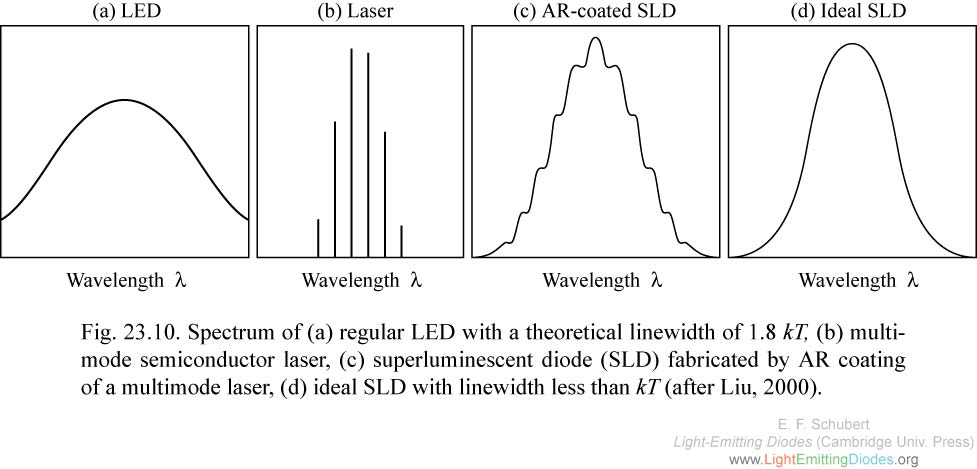 (a) LED
(b) Laser
(c) AR-coated SLD
(d) Ideal SLD
Wavelength λ
Wavelength λ
Wavelength λ
Wavelength λ
Fig. 23.10. Spectrum of (a) regular LED with a theoretical linewidth of 1.8 kT, (b) multi-
mode semiconductor laser, (c) superluminescent diode (SLD) fabricated by AR coating
of a multimode laser, (d) ideal SLD with linewidth less than kT (after Liu, 2000).
E. F. Schubert
Light-Emitting Diodes (Cambridge Univ. Press)
www.LightEmittingDiodes.org